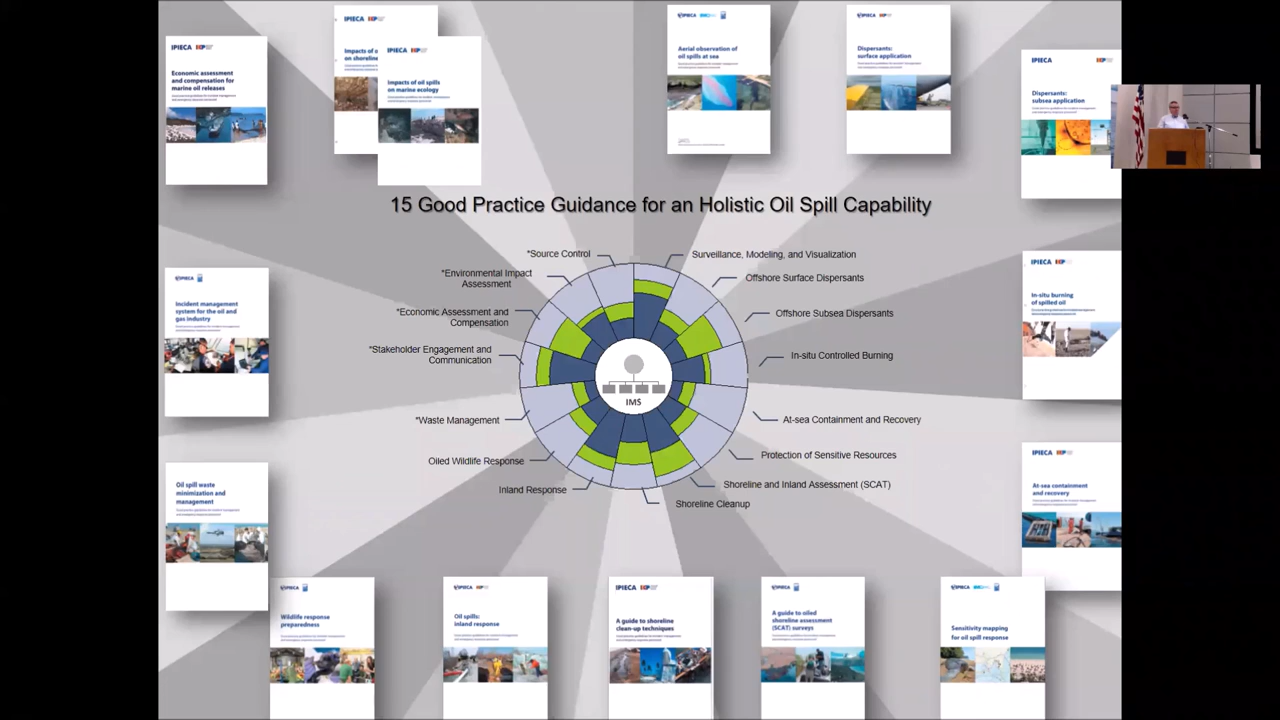 IPIECA
Economic assessment
and compensation for
marine oil releases
IPIECA
IPIECA
Impacts of oil spills
on marine ecology
IPIECA
Aerial observation of
oil spills at sea
IPIECA
Dispersants:
surface application
IPIECA
Dispersants:
subsea application
15 Good Practice Guidance for an Holistic Oil Spill Capability
*Source Control
Surveillance, Modeling, and Visualization
*Environmental Impact
Assessment
Offshore Surface Dispersants
*Economic Assessment and
Compensation
Offshore Subsea Dispersants
*Stakeholder Engagement and
Communication
In-situ Controlled Burning
IMS
*Waste Management
At-sea Containment and Recovery
Oiled Wildlife Response
Protection of Sensitive Resources
Inland Response
Shoreline and Inland Assessment (SCAT)
Shoreline Cleanup
IPIECA
Incident management
system for the oil and
gas industry
IPIECA
In-situ burning
of spilled oil
IPIECA
Oil spill waste
minimization and
management
IPIECA
At-sea containment
and recovery
IPIECA
Wildlife response
preparedness
IPIECA
Oil spills:
inland response
IPIECA
A guide to shoreline
clean-up techniques
IPIECA
A guide to oiled
shoreline assessment
(SCAT) surveys
IPIECA
Sensitivity mapping
for oil spill response